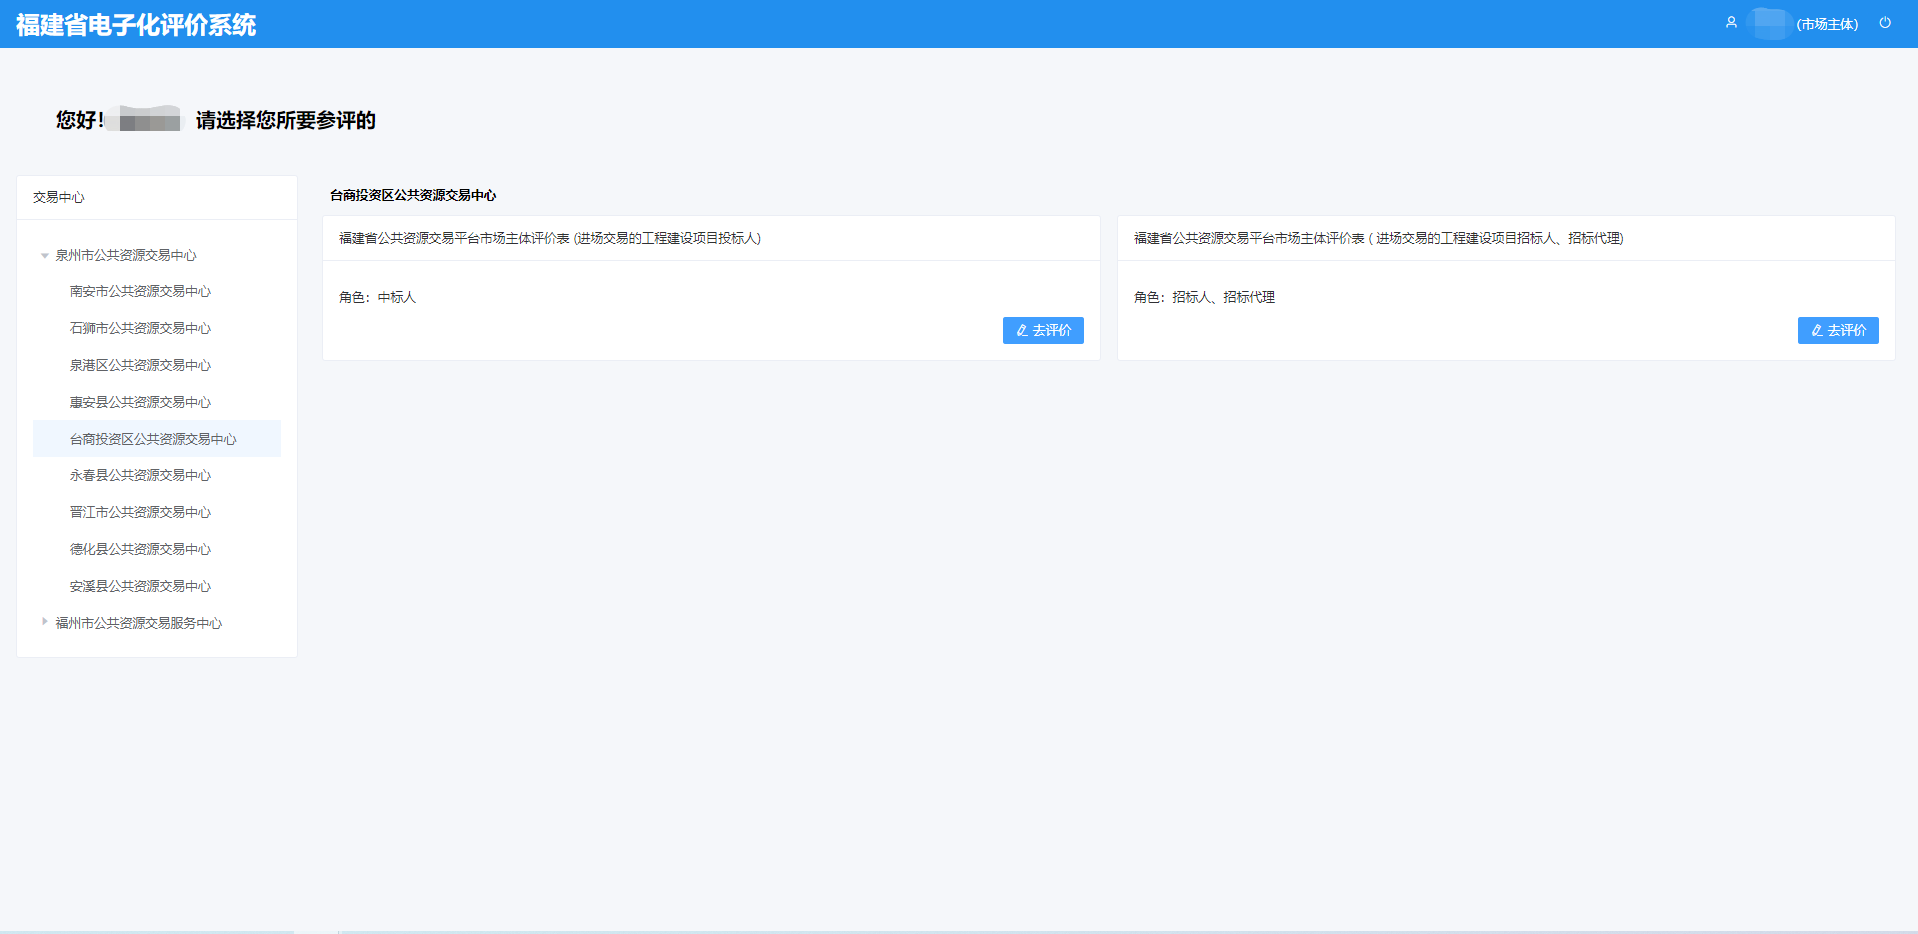 福建省电子化评价系统
(市场主体)
您好! 请选择您所要参评的
交易中心
泉州市公共资源交易中心
南安市公共资源交易中心
石狮市公共资源交易中心
泉港区公共资源交易中心
惠安县公共资源交易中心
台商投资区公共资源交易中心
永春县公共资源交易中心
晋江市公共资源交易中心
德化县公共资源交易中心
安溪县公共资源交易中心
福州市公共资源交易服务中心
台商投资区公共资源交易中心
福建省公共资源交易平台市场主体评价表 (进场交易的工程建设项目投标人)
角色：中标人
去评价
福建省公共资源交易平台市场主体评价表 ( 进场交易的工程建设项目招标人、招标代理)
角色：招标人、招标代理
去评价